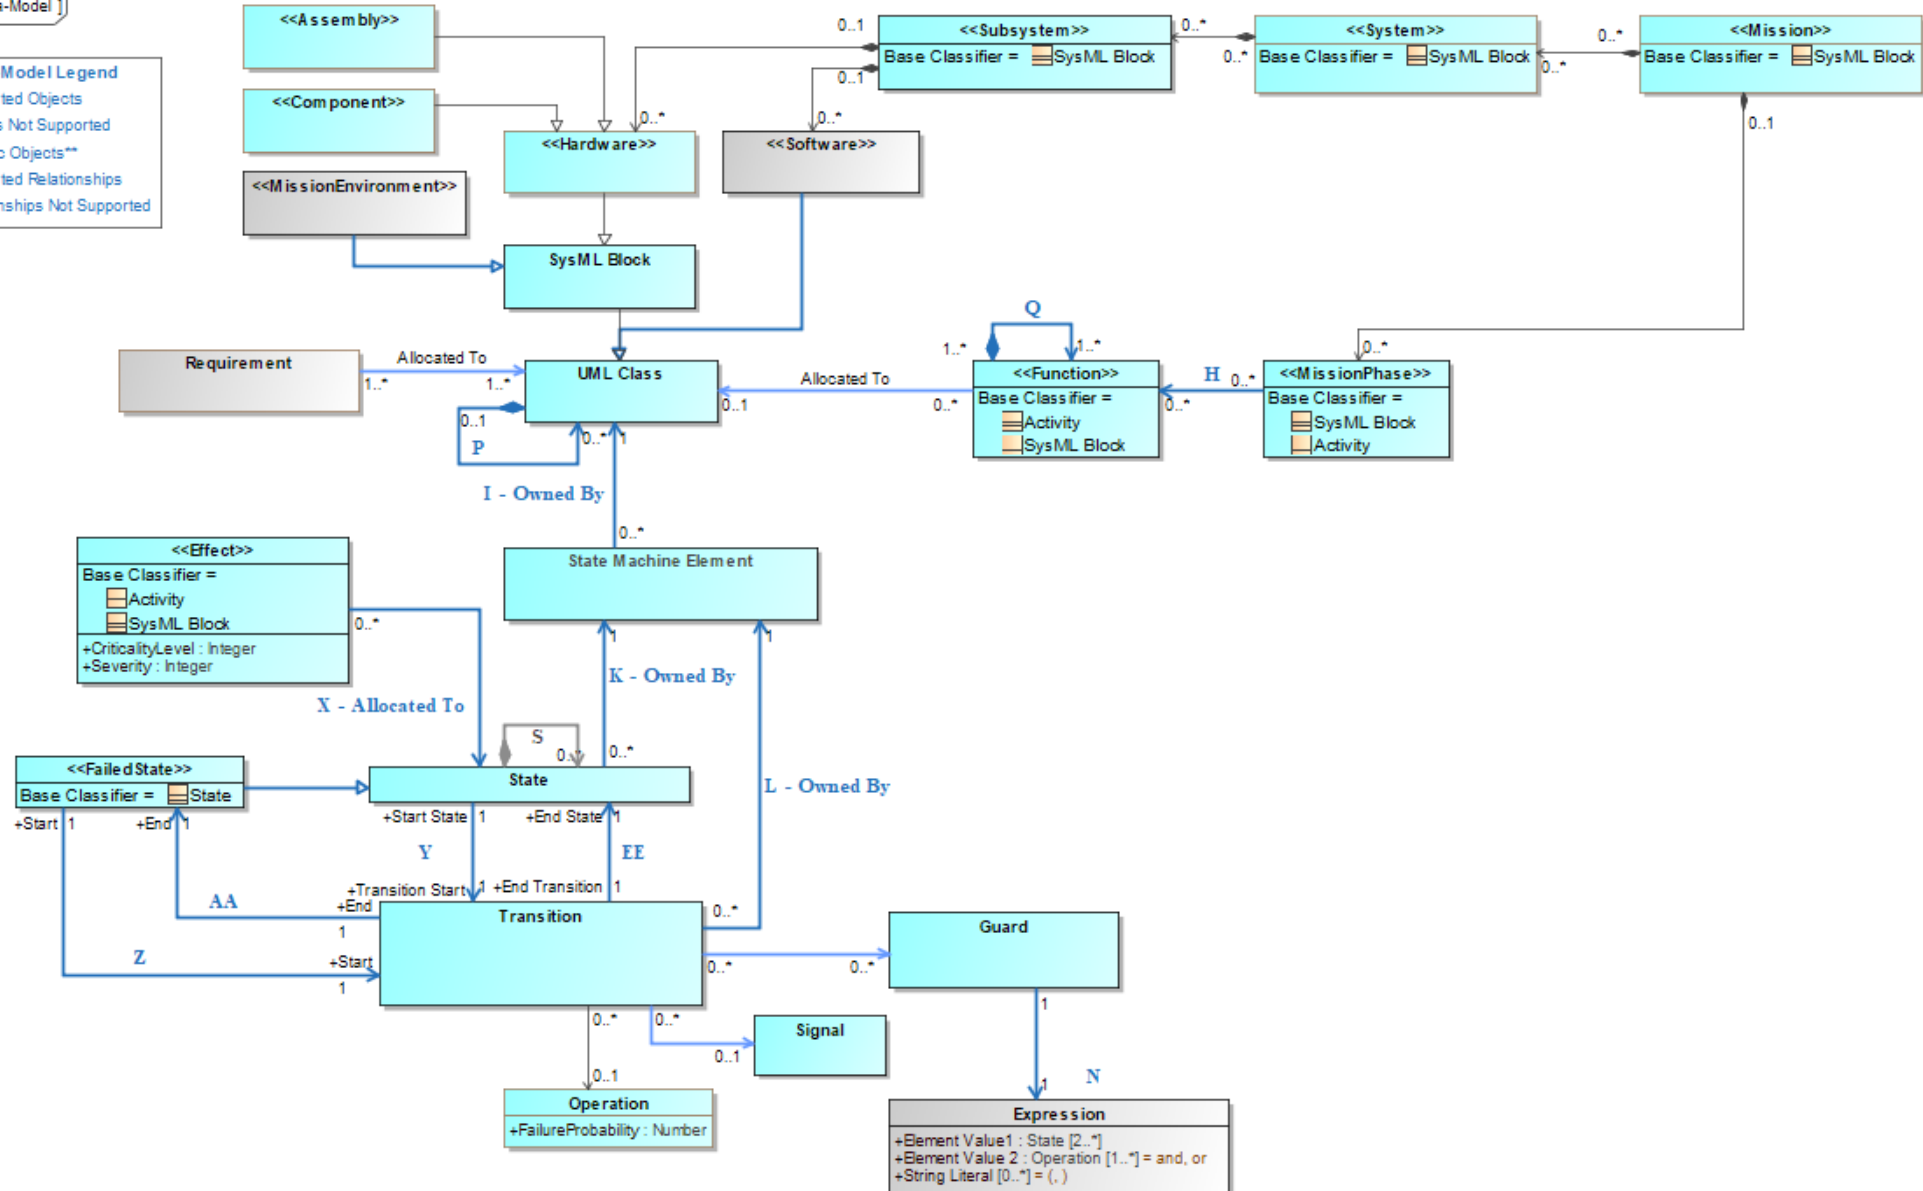 a-Model ]
Model Legend
ted Objects
s Not Supported
c Objects**
ted Relationships
nships Not Supported
<<Assembly>>
<<Component>>
<<MissionEnvironment>>
<<Hardware>>
<<Software>>
SysML Block
<<Subsystem>>
Base Classifier = SysML Block
<<System>>
Base Classifier = SysML Block
<<Mission>>
Base Classifier = SysML Block
0..1
0..1
0..*
0..*
0..*
0..*
0..*
0..*
0..1
0..*
Requirement
Allocated To
1..*
1..*
UML Class
0..1
P
0..*
1
Allocated To
0..1
0..*
Q
1..*
1..*
<<Function>>
Base Classifier =
Activity
SysML Block
H
0..*
0..*
<<MissionPhase>>
Base Classifier =
SysML Block
Activity
I - Owned By
0..*
State Machine Element
1
1
<<Effect>>
Base Classifier =
Activity
SysML Block
+CriticalityLevel : Integer
+Severity : Integer
0..*
X - Allocated To
K - Owned By
S
0..
0..*
L - Owned By
<<FailedState>>
Base Classifier = State
State
+Start 1
+End 1
+Start State 1
+End State 1
Y
EE
+Transition Start 1
+End Transition 1
AA
+End
1
Z
+Start
1
Transition
0..*
0..*
0..*
Guard
1
0..*
0..*
0..1
Signal
0..1
Operation
+FailureProbability : Number
N
1
Expression
+Element Value1 : State [2..*]
+Element Value 2 : Operation [1..*] = and, or
+String Literal [0..*] = (, )